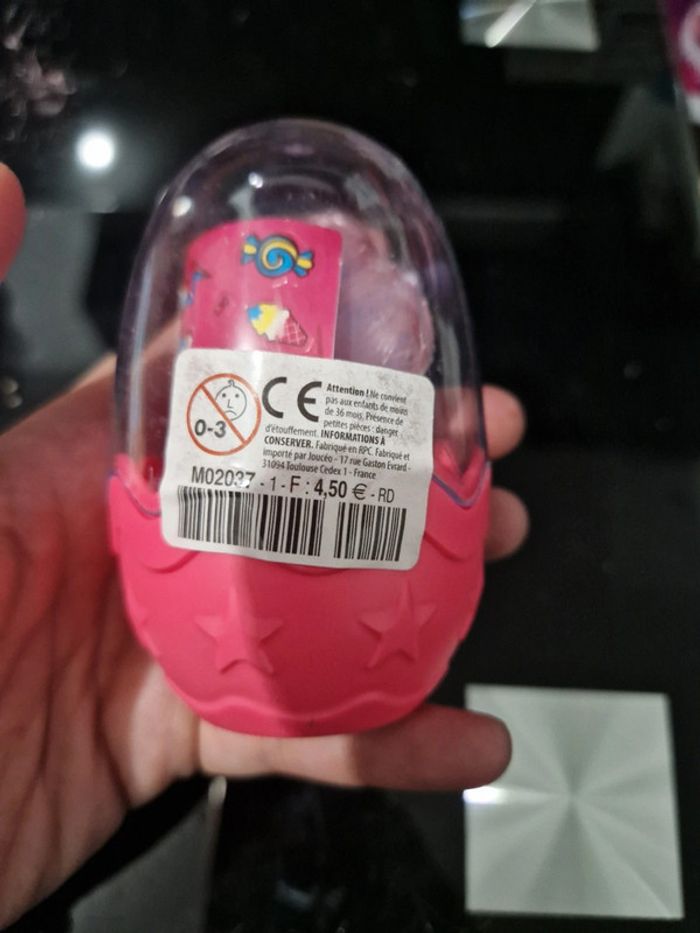 0-3
CE
Attention ! Ne convient
pas aux enfants de moins
de 36 mois. Présence de
petites pièces : danger
d'étouffement. INFORMATIONS À
CONSERVER. Fabriqué en RPC. Fabriqué et
importé par Joucéo - 17 rue Gaston Evrard -
31094 Toulouse Cedex 1 - France
M02037 - 1 - F : 4,50 € - RD